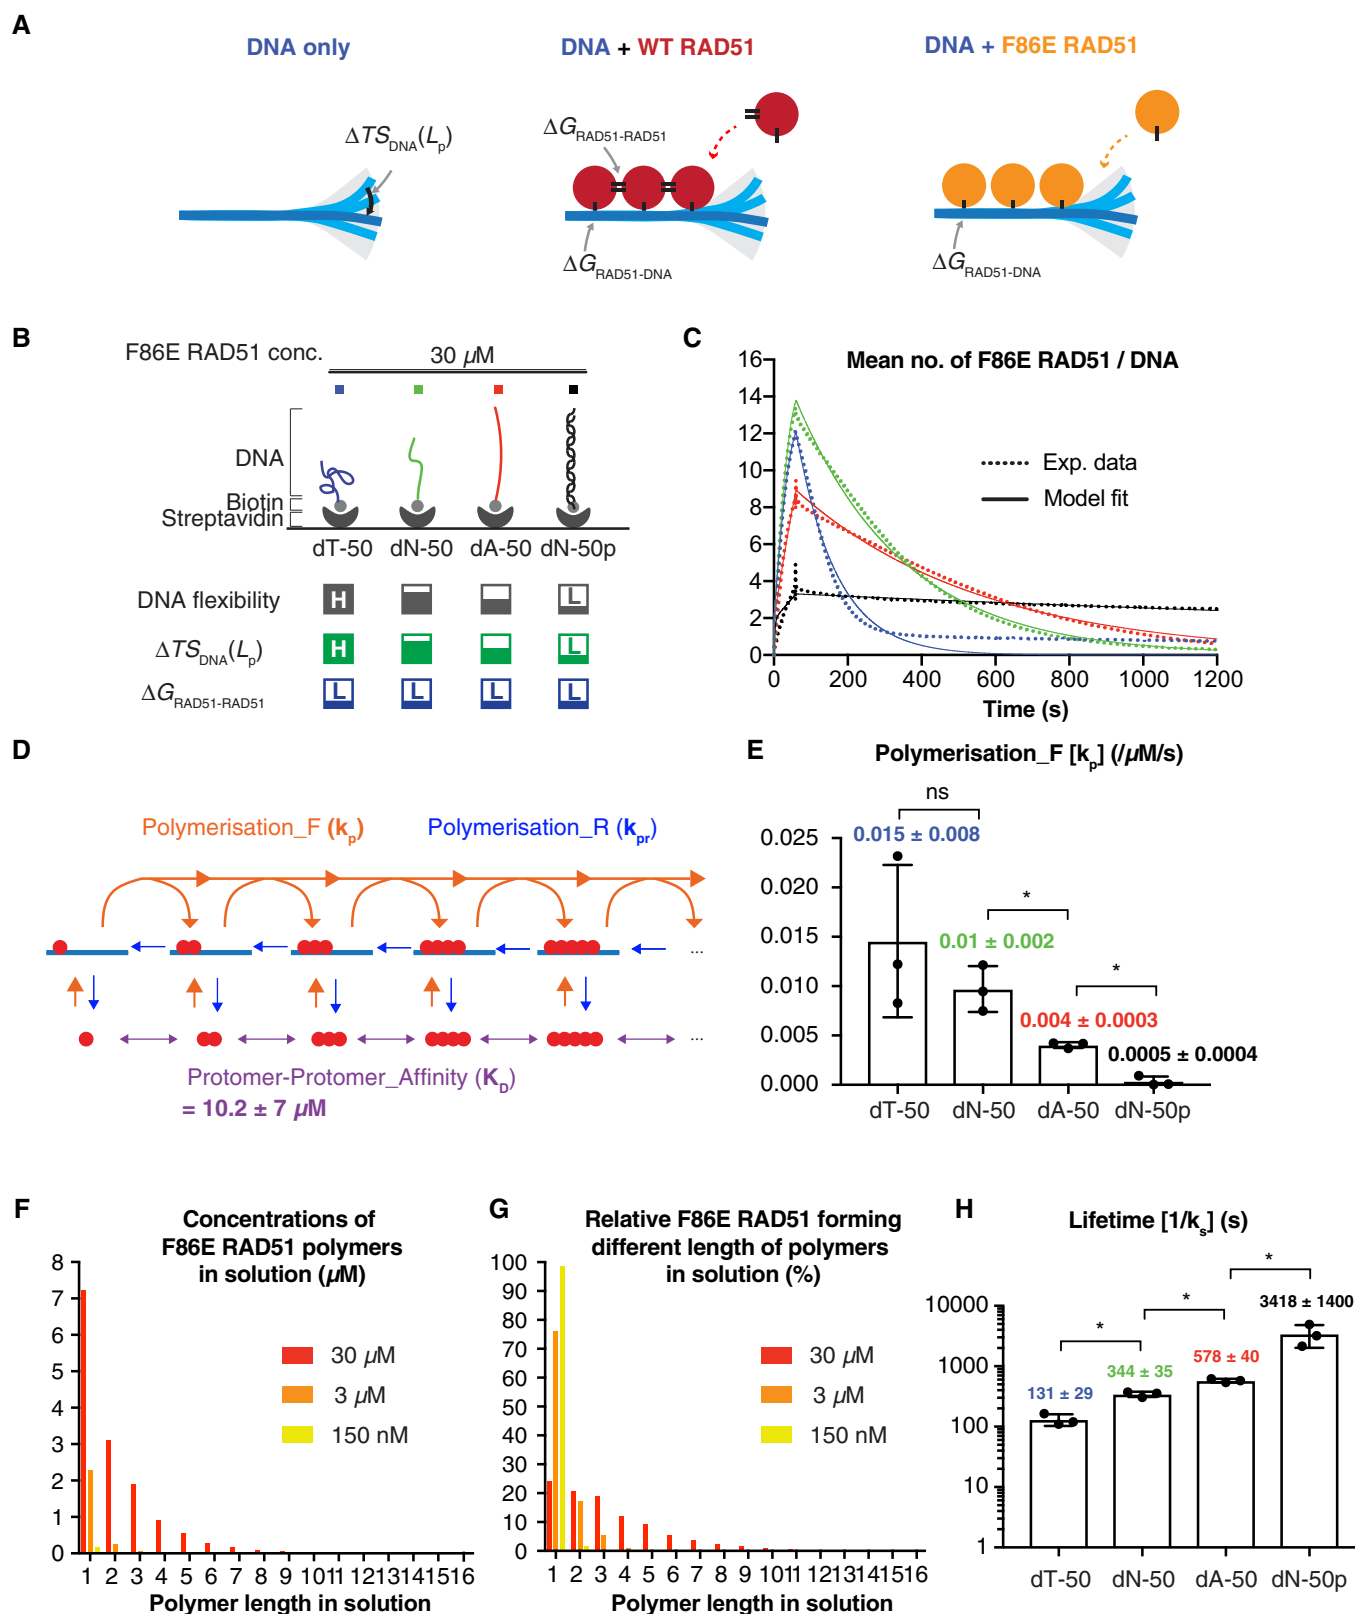 A
DNA only
DNA + WT RAD51
DNA + F86E RAD51
ΔTS_DNA(L_p)
ΔG_RAD51-RAD51
ΔG_RAD51-DNA
ΔG_RAD51-DNA
B
F86E RAD51 conc.
30 µM
DNA
Biotin
Streptavidin
dT-50 dN-50 dA-50 dN-50p
DNA flexibility H L
ΔTS_DNA(L_p) H L
ΔG_RAD51-RAD51 L L L L
C
Mean no. of F86E RAD51 / DNA
16
14
12
10
8
6
4
2
0
Exp. data
Model fit
0 200 400 600 800 1000 1200
Time (s)
D
Polymerisation_F (k_p)
Polymerisation_R (k_pr)
...
...
Protomer-Protomer_Affinity (K_D)
= 10.2 ± 7 µM
E
Polymerisation_F [k_p] (/µM/s)
ns
*
*
0.025
0.020
0.015
0.010
0.005
0.000
0.015 ± 0.008
0.01 ± 0.002
0.004 ± 0.0003
0.0005 ± 0.0004
dT-50 dN-50 dA-50 dN-50p
F
Concentrations of
F86E RAD51 polymers
in solution (µM)
8
7
6
5
4
3
2
1
0
30 µM
3 µM
150 nM
1 2 3 4 5 6 7 8 9 10 11 12 13 14 15 16
Polymer length in solution
G
Relative F86E RAD51 forming
different length of polymers
in solution (%)
100
90
80
70
60
50
40
30
20
10
0
30 µM
3 µM
150 nM
1 2 3 4 5 6 7 8 9 10 11 12 13 14 15 16
Polymer length in solution
H
Lifetime [1/k_s] (s)
*
*
*
10000
1000
100
10
1
131 ± 29
344 ± 35
578 ± 40
3418 ± 1400
dT-50 dN-50 dA-50 dN-50p